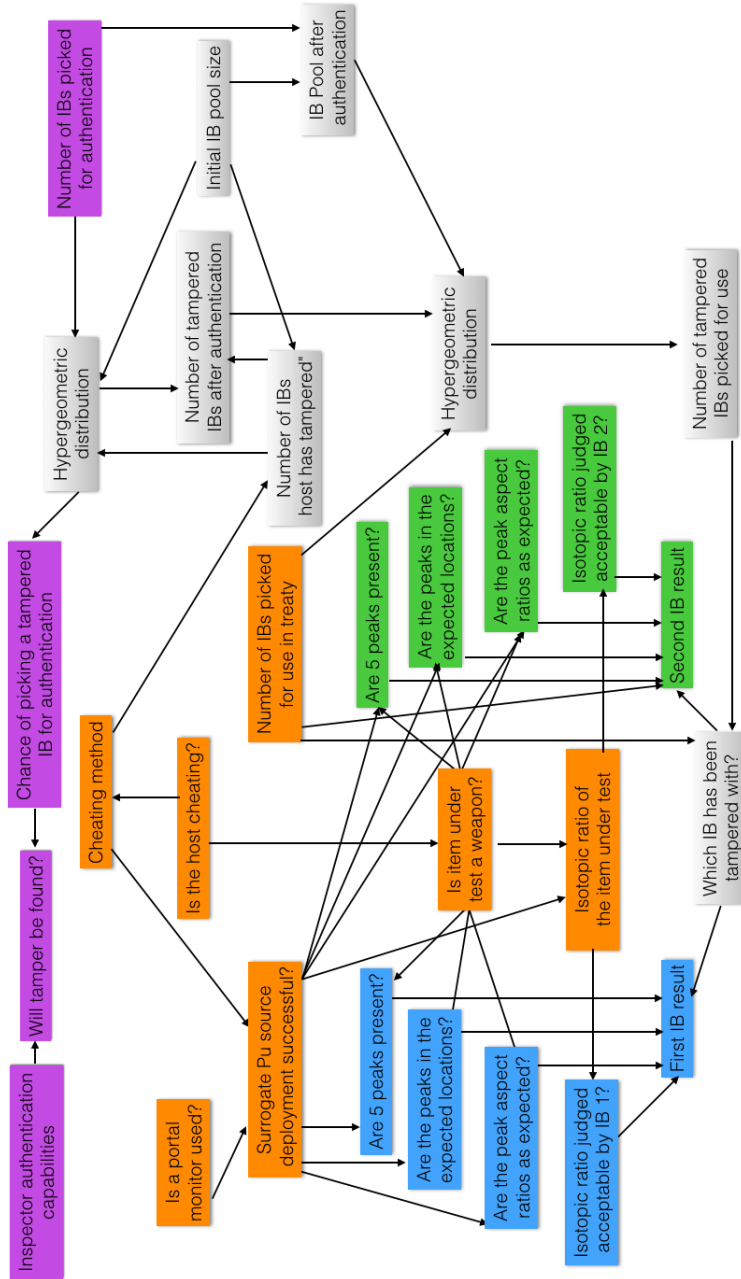 Inspector authentication
capabilities
Will tamper be found?
Chance of picking a tampered
IB for authentication
Hypergeometric
distribution
Number of IBs picked
for authentication
Is a portal
monitor used?
Cheating method
Number of tampered
IBs after authentication
Initial IB pool size
Is the host cheating?
Number of IBs
host has tampered"
IB Pool after
authentication
Surrogate Pu source
deployment successful?
Number of IBs picked
for use in treaty
Are 5 peaks present?
Are 5 peaks present?
Are the peaks in the
expected locations?
Is item under
test a weapon?
Are the peaks in the
expected locations?
Hypergeometric
distribution
Are the peak aspect
ratios as expected?
Are the peak aspect
ratios as expected?
Isotopic ratio judged
acceptable by IB 1?
Isotopic ratio of
the item under test
Isotopic ratio judged
acceptable by IB 2?
First IB result
Which IB has been
tampered with?
Second IB result
Number of tampered
IBs picked for use